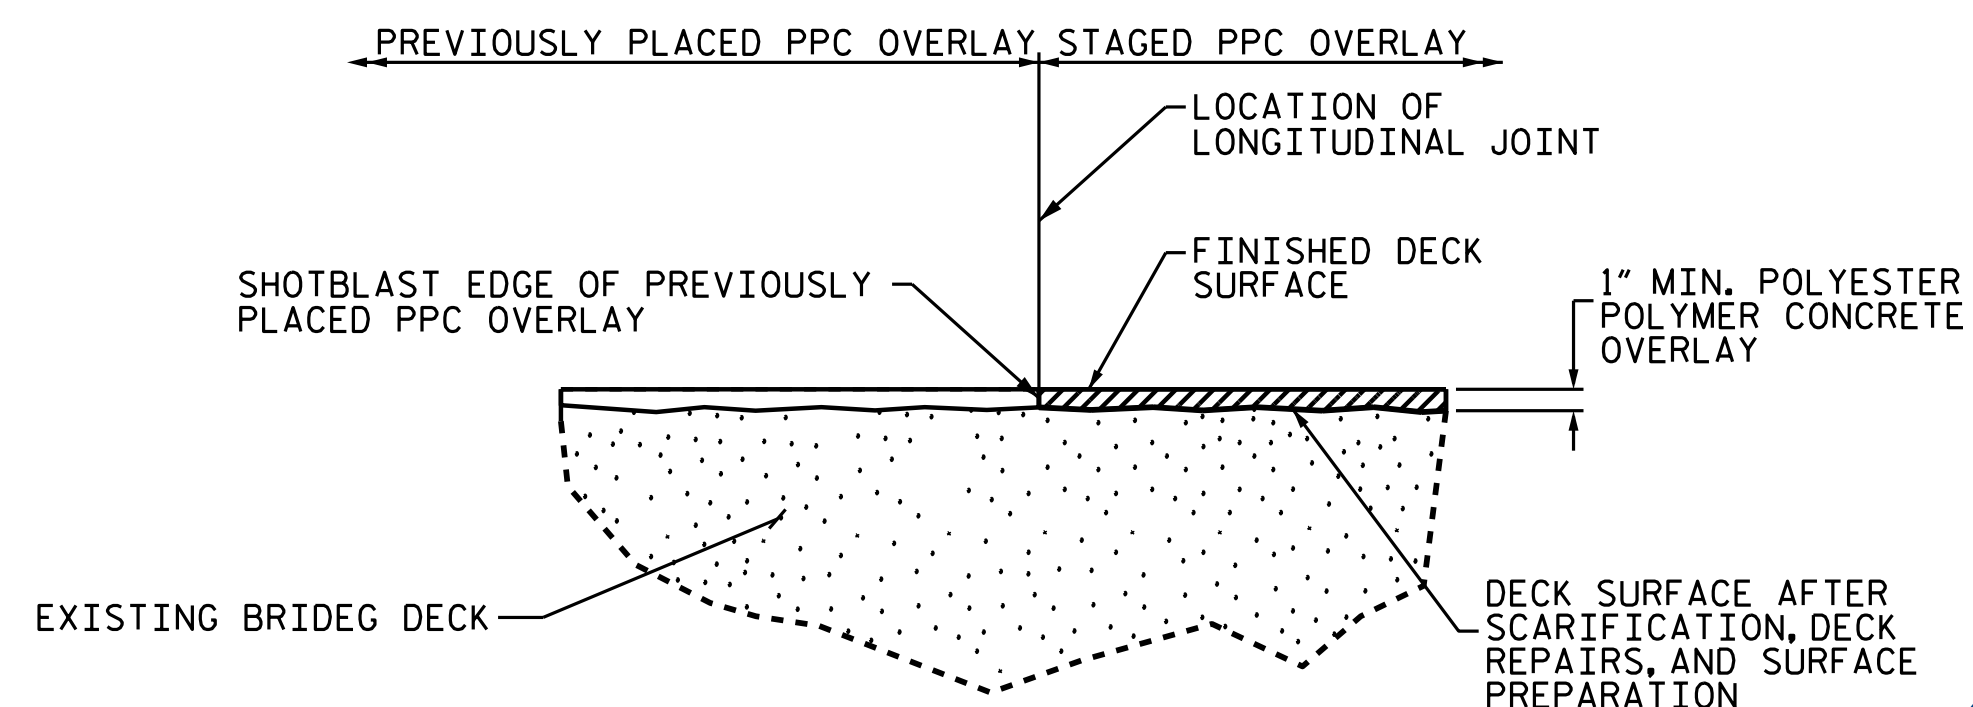 PREVIOUSLY PLACED PPC OVERLAY STAGED PPC OVERLAY
LOCATION OF
LONGITUDINAL JOINT
FINISHED DECK
SURFACE
SHOTBLAST EDGE OF PREVIOUSLY
PLACED PPC OVERLAY
1" MIN. POLYESTER
POLYMER CONCRETE
OVERLAY
EXISTING BRIDEG DECK
DECK SURFACE AFTER
SCARIFICATION, DECK
REPAIRS, AND SURFACE
PREPARATION